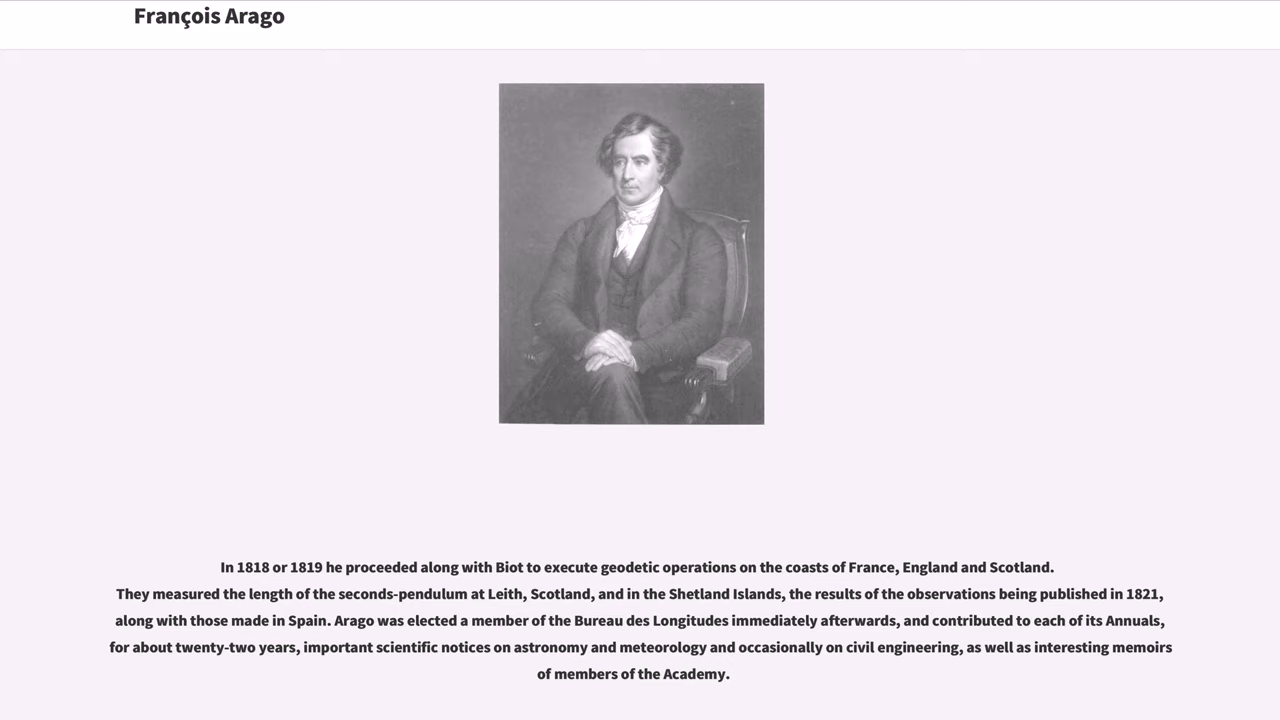 François Arago
In 1818 or 1819 he proceeded along with Biot to execute geodetic operations on the coasts of France, England and Scotland.
They measured the length of the seconds-pendulum at Leith, Scotland, and in the Shetland Islands, the results of the observations being published in 1821,
along with those made in Spain. Arago was elected a member of the Bureau des Longitudes immediately afterwards, and contributed to each of its Annuals,
for about twenty-two years, important scientific notices on astronomy and meteorology and occasionally on civil engineering, as well as interesting memoirs
of members of the Academy.